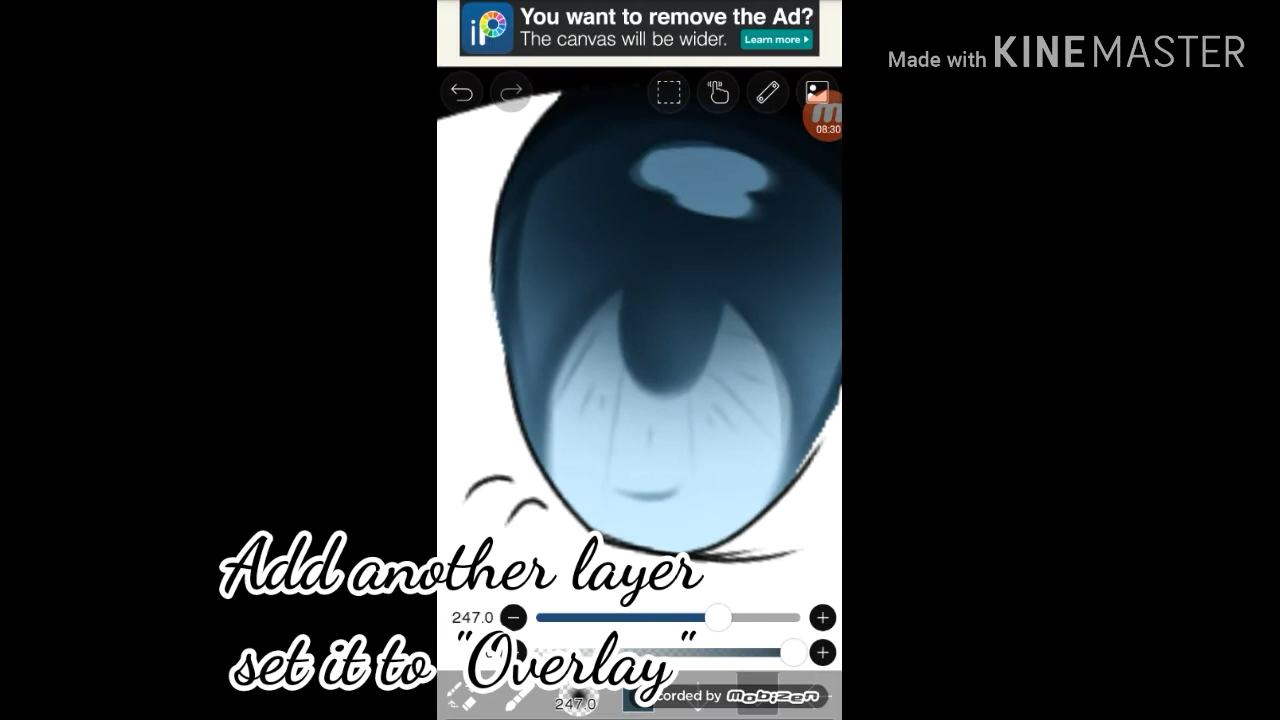 You want to remove the Ad?
The canvas will be wider.
Learn more
Made with KINEMASTER
08:30
Add another layer
247.0
set it to "Overlay"
247.0
corded by mobizen